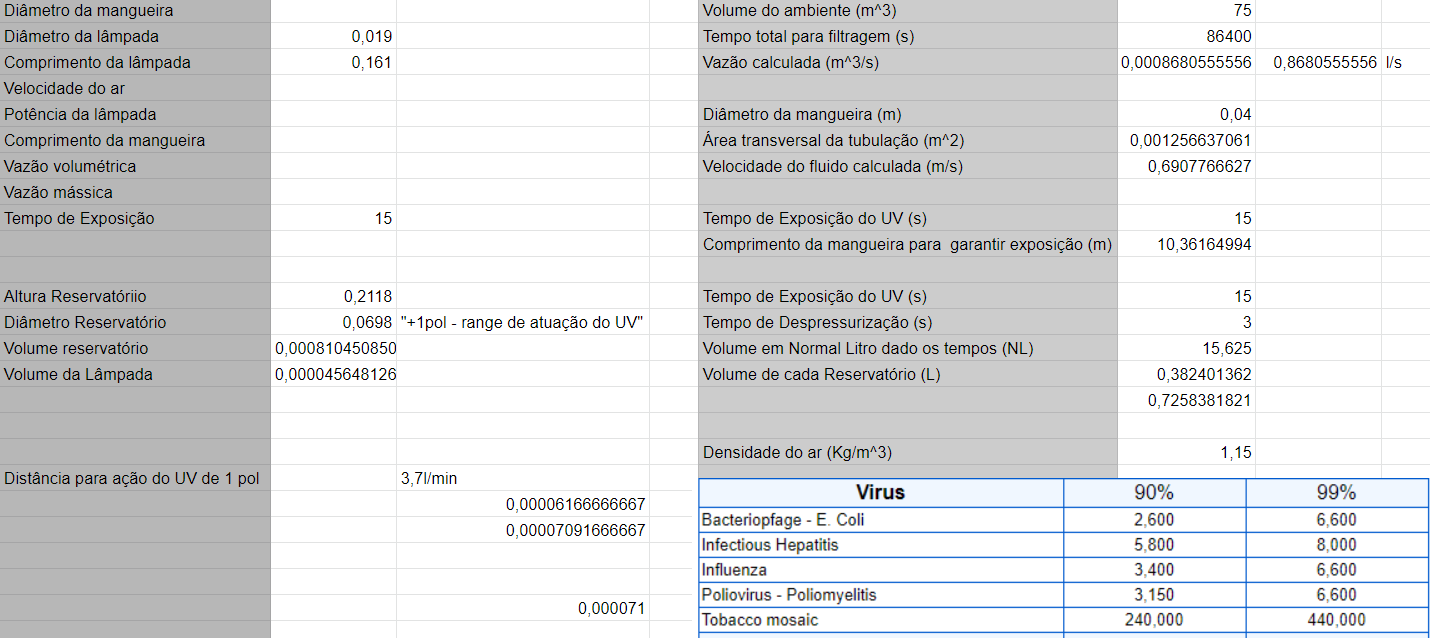 Diâmetro da mangueira
Diâmetro da lâmpada 0,019
Comprimento da lâmpada 0,161
Velocidade do ar
Potência da lâmpada
Comprimento da mangueira
Vazão volumétrica
Vazão mássica
Tempo de Exposição 15
Altura Reservatóriio 0,2118
Diâmetro Reservatório 0,0698 "+1pol - range de atuação do UV"
Volume reservatório 0,000810450850
Volume da Lâmpada 0,000045648126
Distância para ação do UV de 1 pol 3,7l/min
0,00006166666667
0,00007091666667
0,000071
Volume do ambiente (m^3) 75
Tempo total para filtragem (s) 86400
Vazão calculada (m^3/s) 0,0008680555556 0,8680555556 l/s
Diâmetro da mangueira (m) 0,04
Área transversal da tubulação (m^2) 0,001256637061
Velocidade do fluido calculada (m/s) 0,6907766627
Tempo de Exposição do UV (s) 15
Comprimento da mangueira para garantir exposição (m) 10,36164994
Tempo de Exposição do UV (s) 15
Tempo de Despressurização (s) 3
Volume em Normal Litro dado os tempos (NL) 15,625
Volume de cada Reservatório (L) 0,382401362
0,7258381821
Densidade do ar (Kg/m^3) 1,15
Virus 90% 99%
Bacteriopfage - E. Coli 2,600 6,600
Infectious Hepatitis 5,800 8,000
Influenza 3,400 6,600
Poliovirus - Poliomyelitis 3,150 6,600
Tobacco mosaic 240,000 440,000